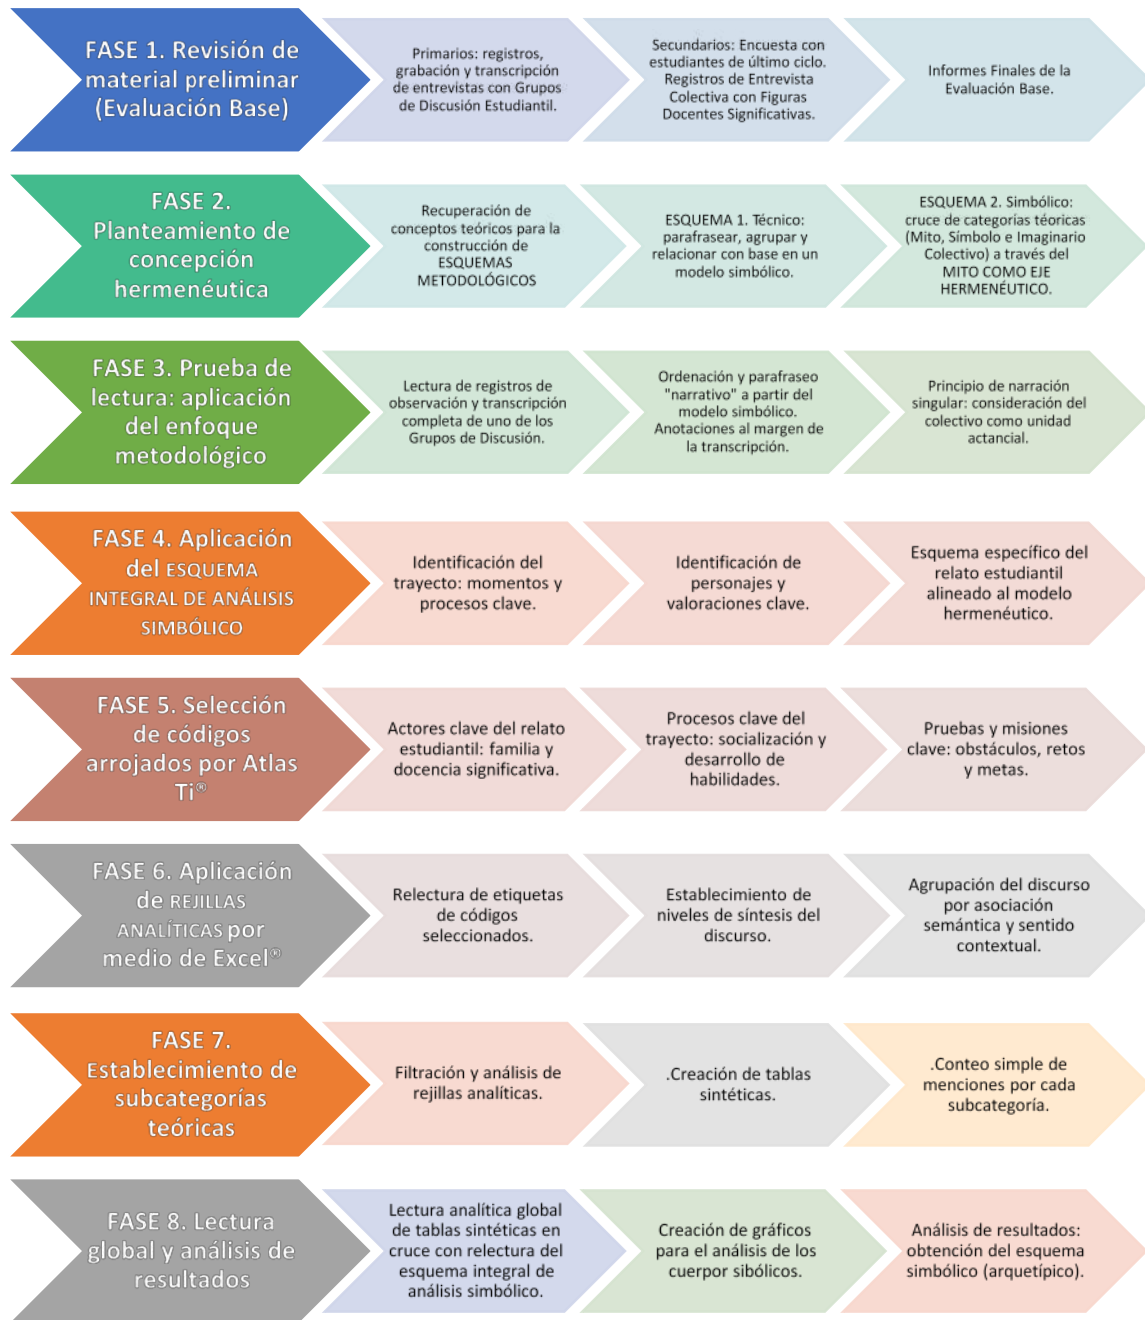 FASE 1. Revisión de
material preliminar
(Evaluación Base)
Primarios: registros,
grabación y transcripción
de entrevistas con Grupos
de Discusión Estudiantil.
Secundarios: Encuesta con
estudiantes de último ciclo.
Registros de Entrevista
Colectiva con Figuras
Docentes Significativas.
Informes Finales de la
Evaluación Base.
FASE 2.
Planteamiento de
concepción
hermenéutica
Recuperación de
conceptos teóricos para la
construcción de
ESQUEMAS
METODOLÓGICOS
ESQUEMA 1. Técnico:
parafrasear, agrupar y
relacionar con base en un
modelo simbólico.
ESQUEMA 2. Simbólico:
cruce de categorías téoricas
(Mito, Símbolo e Imaginario
Colectivo) a través del
MITO COMO EJE
HERMENÉUTICO.
FASE 3. Prueba de
lectura: aplicación
del enfoque
metodológico
Lectura de registros de
observación y transcripción
completa de uno de los
Grupos de Discusión.
Ordenación y parafraseo
"narrativo" a partir del
modelo simbólico.
Anotaciones al margen de
la transcripción.
Principio de narración
singular: consideración del
colectivo como unidad
actancial.
FASE 4. Aplicación
del ESQUEMA
INTEGRAL DE ANÁLISIS
SIMBÓLICO
Identificación del
trayecto: momentos y
procesos clave.
Identificación de
personajes y
valoraciones clave.
Esquema específico del
relato estudiantil
alineado al modelo
hermenéutico.
FASE 5. Selección
de códigos
arrojados por Atlas
Ti®
Actores clave del relato
estudiantil: familia y
docencia significativa.
Procesos clave del
trayecto: socialización y
desarrollo de
habilidades.
Pruebas y misiones
clave: obstáculos, retos
y metas.
FASE 6. Aplicación
de REJILLAS
ANALÍTICAS por
medio de Excel®
Relectura de etiquetas
de códigos
seleccionados.
Establecimiento de
niveles de síntesis del
discurso.
Agrupación del discurso
por asociación
semántica y sentido
contextual.
FASE 7.
Establecimiento de
subcategorías
teóricas
Filtración y análisis de
rejillas analíticas.
.Creación de tablas
sintéticas.
.Conteo simple de
menciones por cada
subcategoría.
FASE 8. Lectura
global y análisis de
resultados
Lectura analítica global
de tablas sintéticas en
cruce con relectura del
esquema integral de
análisis simbólico.
Creación de gráficos
para el análisis de los
cuerpor sibólicos.
Análisis de resultados:
obtención del esquema
simbólico (arquetípico).